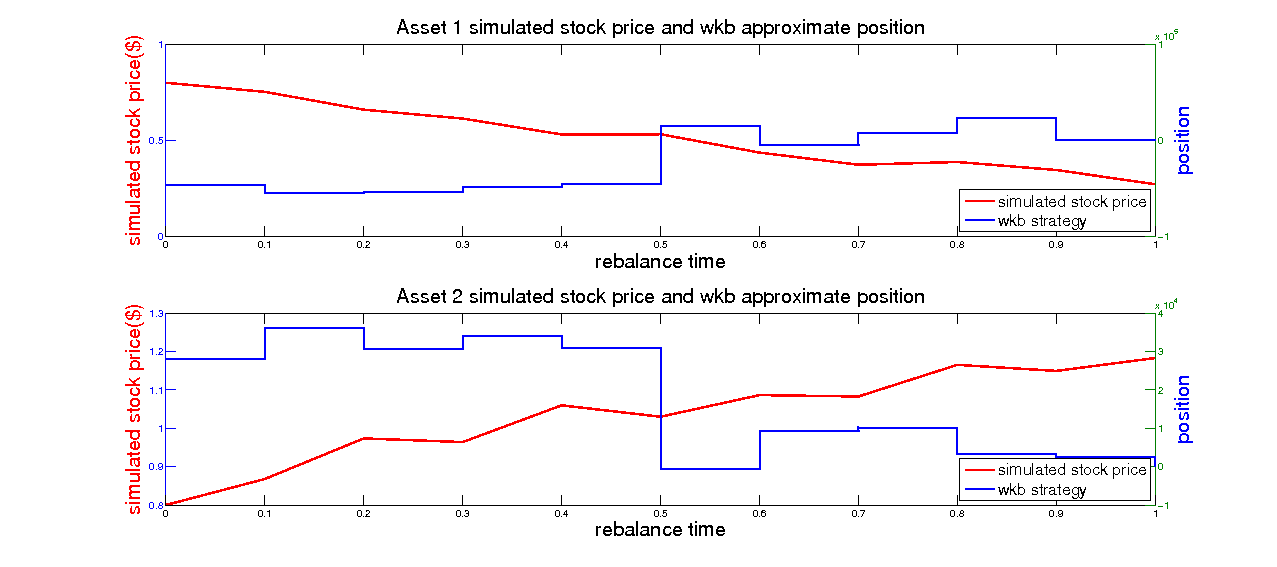 Asset 1 simulated stock price and wkb approximate position
x 10^5
1
0.5
0
simulated stock price($)
1
0
-1
position
simulated stock price
wkb strategy
0 0.1 0.2 0.3 0.4 0.5 0.6 0.7 0.8 0.9 1
rebalance time
Asset 2 simulated stock price and wkb approximate position
x 10^4
1.3
1.2
1.1
1
0.9
0.8
simulated stock price($)
4
3
2
1
0
-1
position
simulated stock price
wkb strategy
0 0.1 0.2 0.3 0.4 0.5 0.6 0.7 0.8 0.9 1
rebalance time